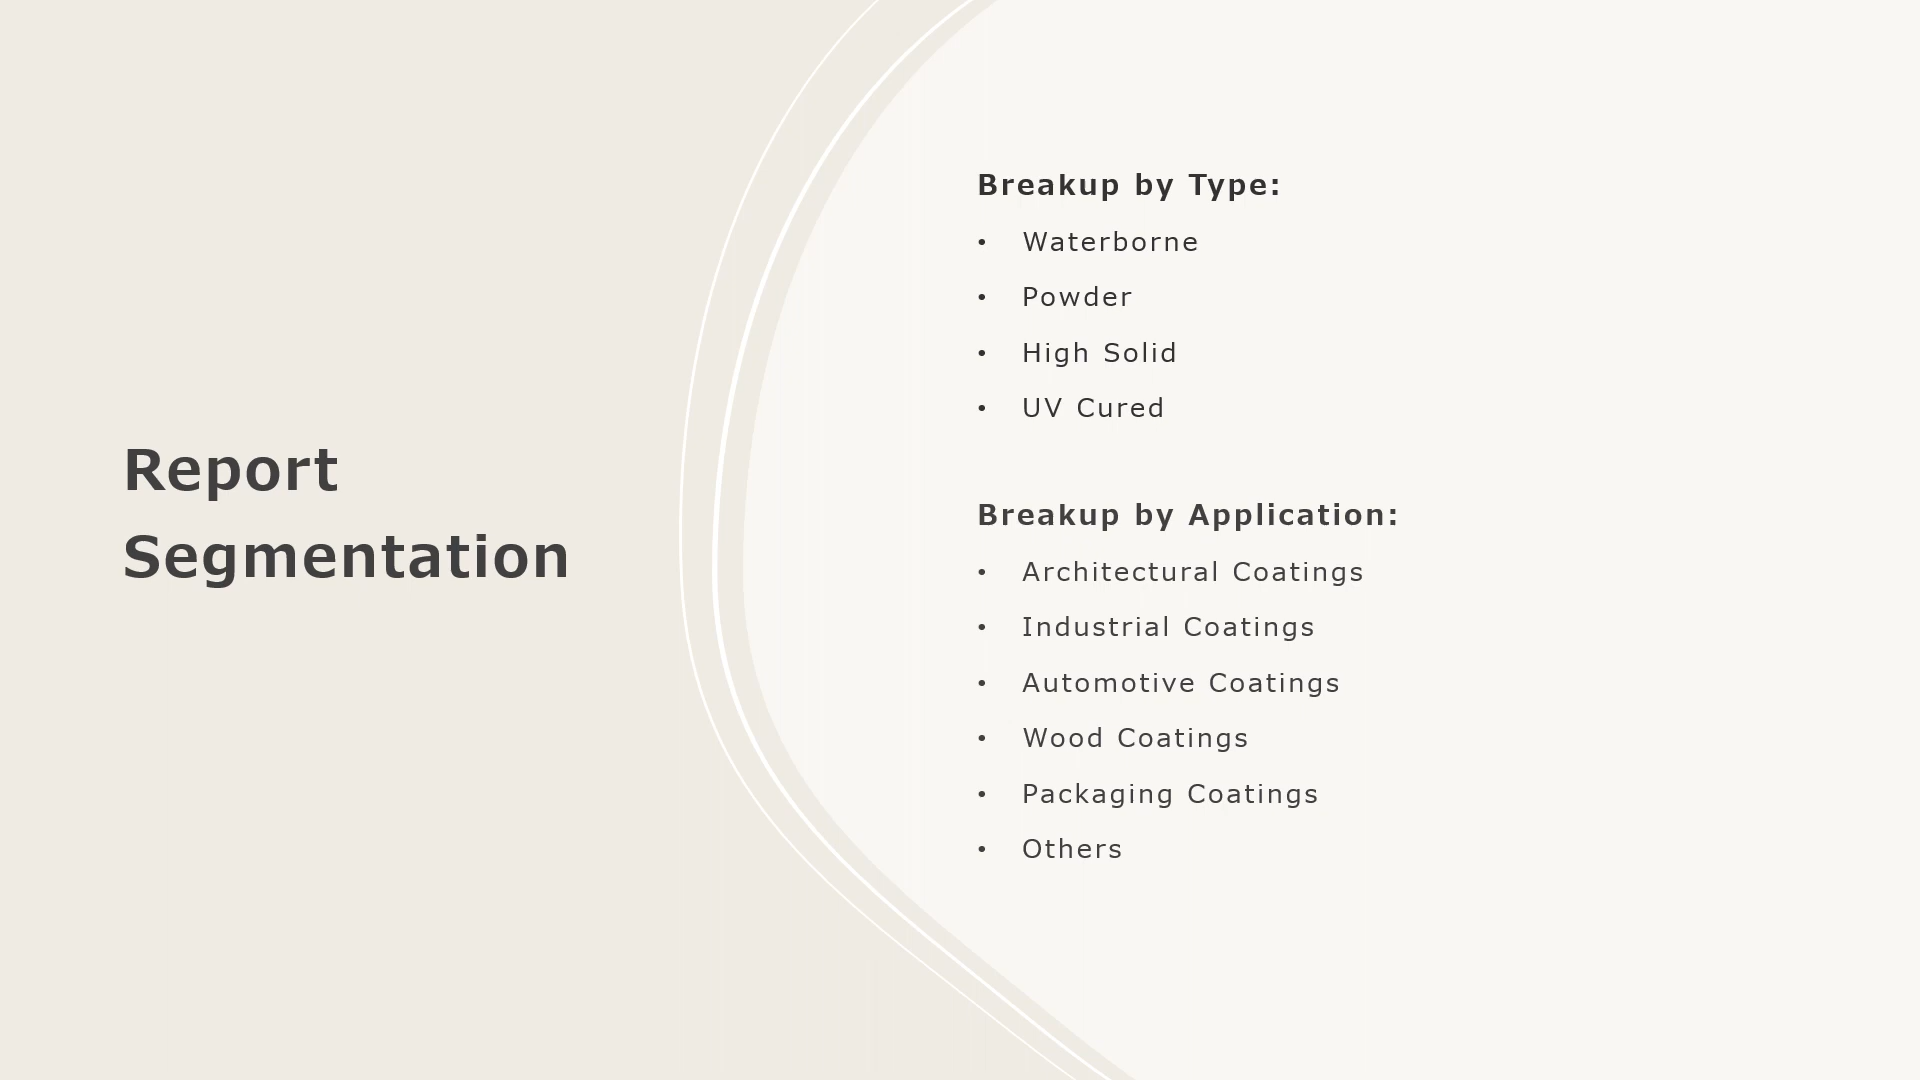 Report
Segmentation
Breakup by Type:
• Waterborne
• Powder
• High Solid
• UV Cured
Breakup by Application:
• Architectural Coatings
• Industrial Coatings
• Automotive Coatings
• Wood Coatings
• Packaging Coatings
• Others